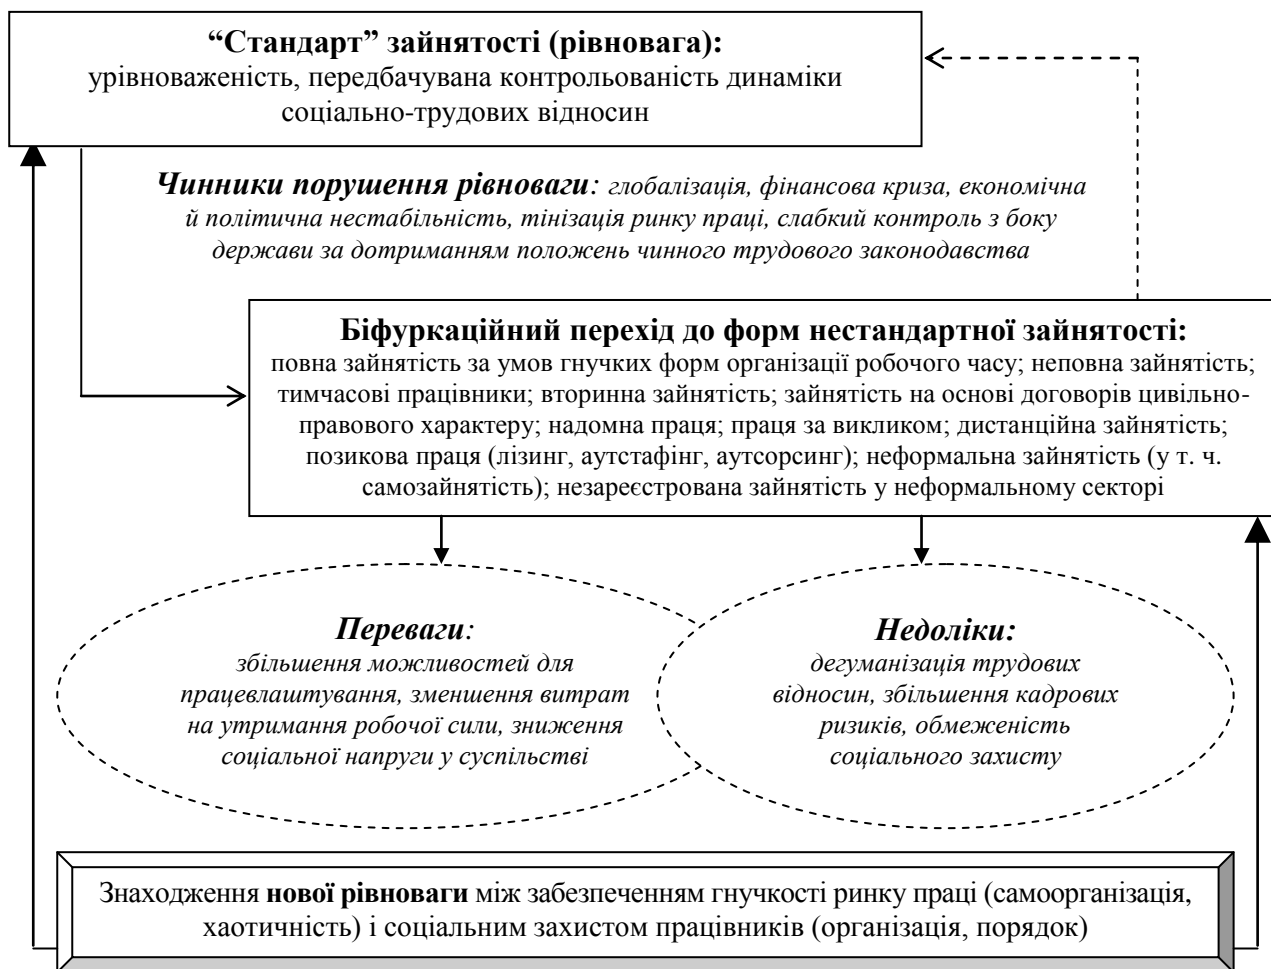 “Стандарт” зайнятості (рівновага):
урівноваженість, передбачувана контрольованість динаміки
соціально-трудових відносин
Чинники порушення рівноваги: глобалізація, фінансова криза, економічна
й політична нестабільність, тінізація ринку праці, слабкий контроль з боку
держави за дотриманням положень чинного трудового законодавства
Біфуркаційний перехід до форм нестандартної зайнятості:
повна зайнятість за умов гнучких форм організації робочого часу; неповна зайнятість;
тимчасові працівники; вторинна зайнятість; зайнятість на основі договорів цивільно-
правового характеру; надомна праця; праця за викликом; дистанційна зайнятість;
позикова праця (лізинг, аутстафінг, аутсорсинг); неформальна зайнятість (у т. ч.
самозайнятість); незареєстрована зайнятість у неформальному секторі
Переваги:
збільшення можливостей для
працевлаштування, зменшення витрат
на утримання робочої сили, зниження
соціальної напруги у суспільстві
Недоліки:
дегуманізація трудових
відносин, збільшення кадрових
ризиків, обмеженість
соціального захисту
Знаходження нової рівноваги між забезпеченням гнучкості ринку праці (самоорганізація,
хаотичність) і соціальним захистом працівників (організація, порядок)